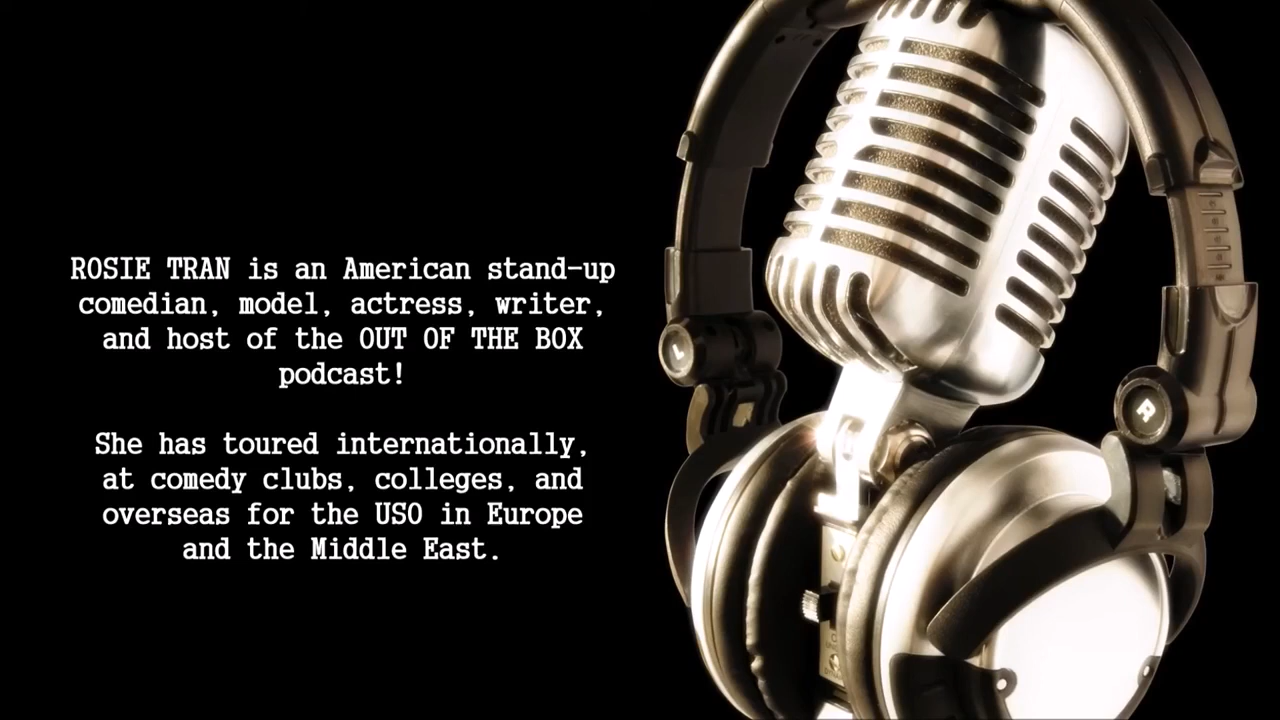 ROSIE TRAN is an American stand-up
comedian, model, actress, writer,
and host of the OUT OF THE BOX
podcast!
She has toured internationally,
at comedy clubs, colleges, and
overseas for the USO in Europe
and the Middle East.
L
R